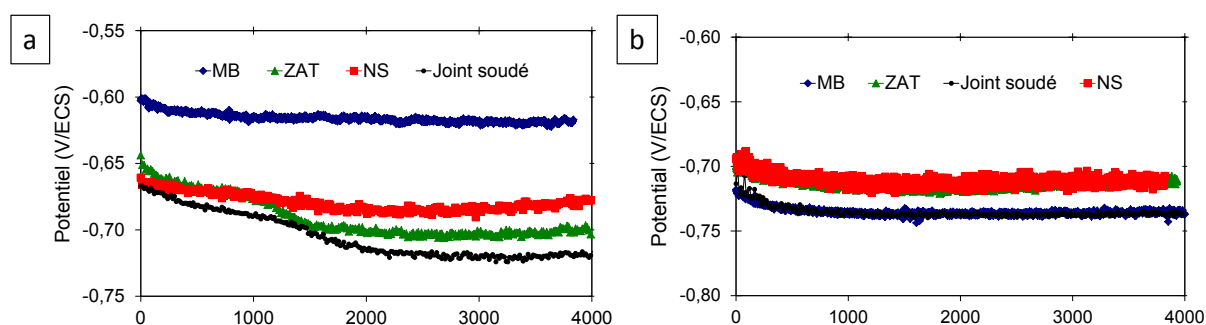 a
Potentiel (V/ECS)
-0,55
-0,60
-0,65
-0,70
-0,75
MB ZAT NS Joint soudé
0 1000 2000 3000 4000
b
Potentiel (V/ECS)
-0,60
-0,65
-0,70
-0,75
-0,80
MB ZAT Joint soudé NS
0 1000 2000 3000 4000